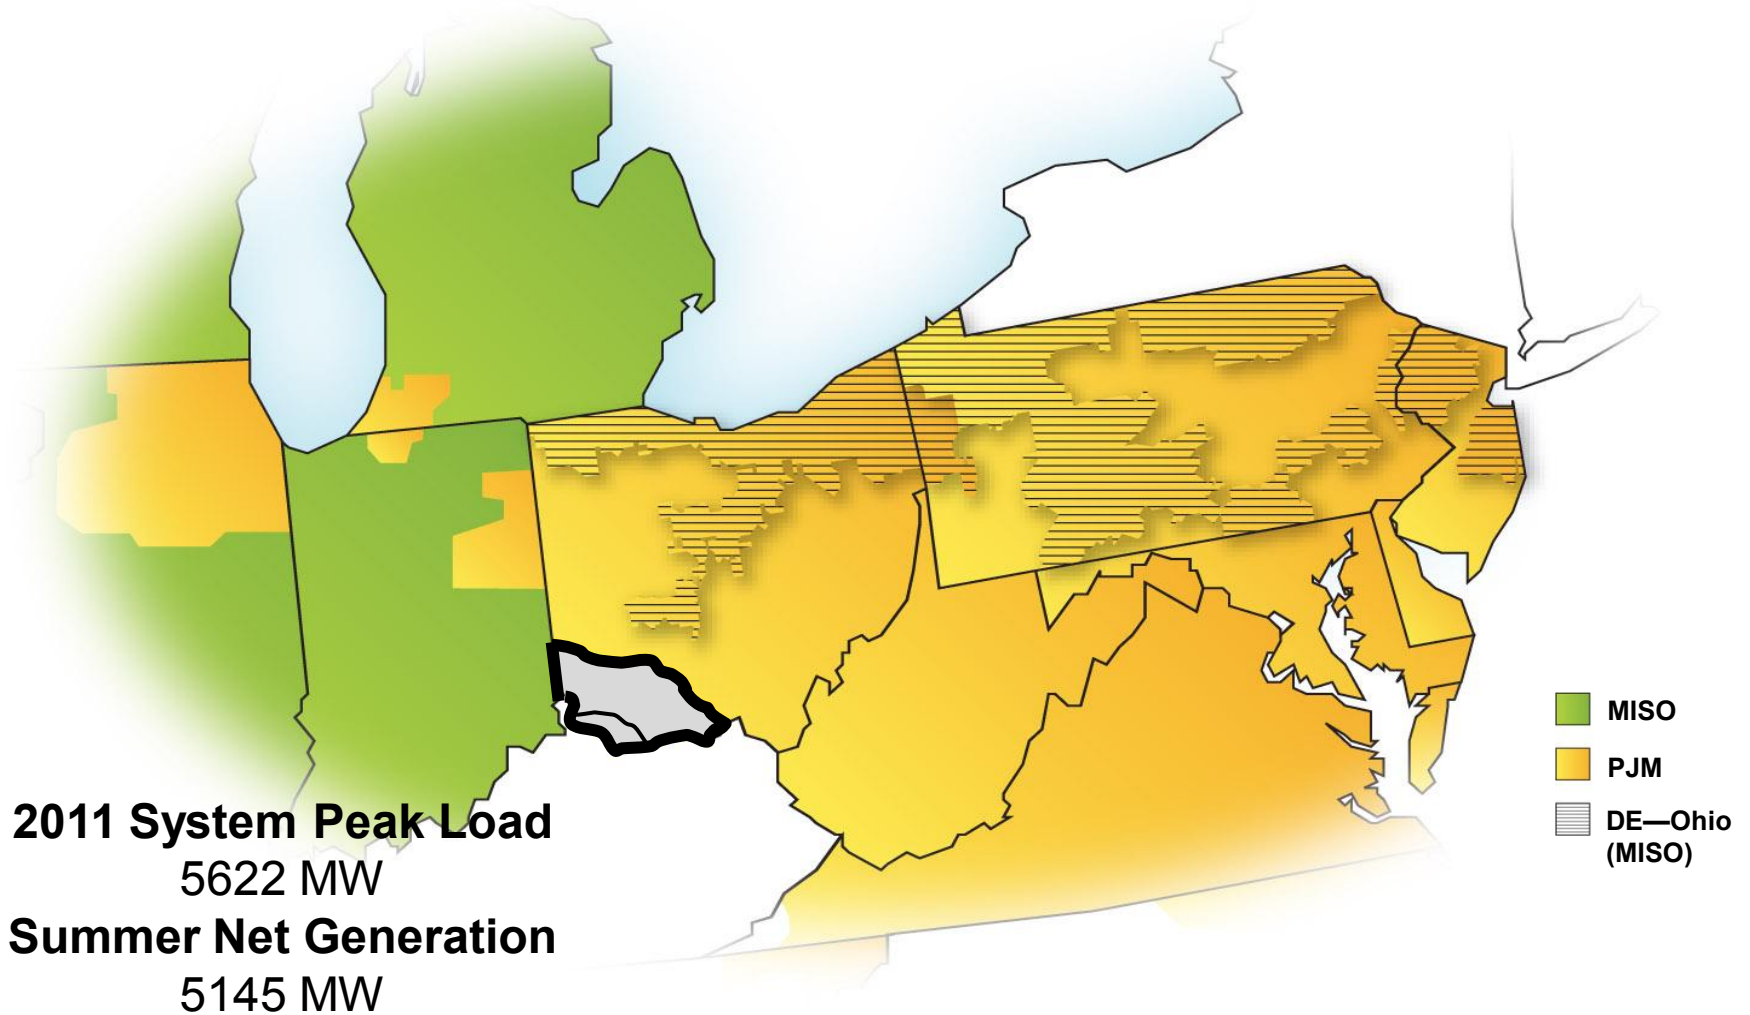 MISO
PJM
DE—Ohio
(MISO)
2011 System Peak Load
5622 MW
Summer Net Generation
5145 MW